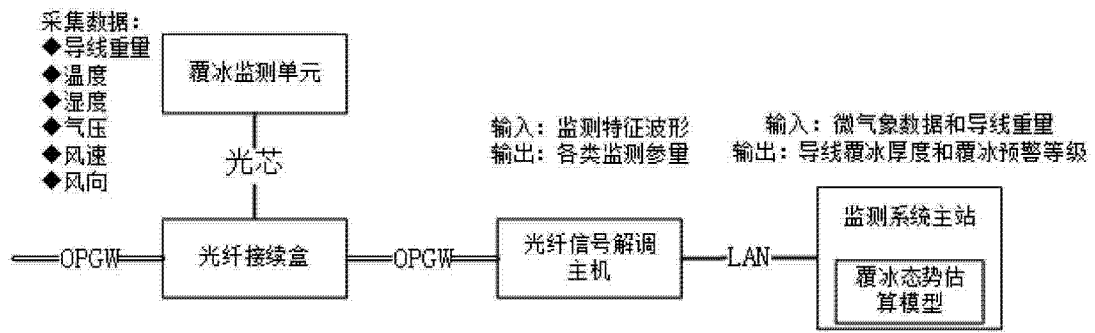 采集数据：
◆导线重量
◆温度
◆湿度
◆气压
◆风速
◆风向
覆冰监测单元
光芯
输入：监测特征波形
输出：各类监测参量
输入：微气象数据和导线重量
输出：导线覆冰厚度和覆冰预警等级
OPGW
光纤接续盒
OPGW
光纤信号解调
主机
LAN
监测系统主站
覆冰态势估
算模型